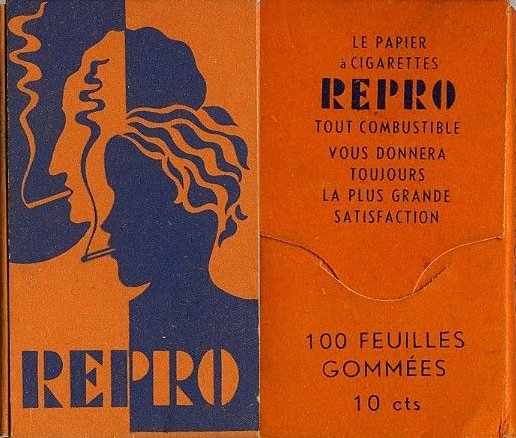 REPRO
LE PAPIER
à CIGARETTES
REPRO
TOUT COMBUSTIBLE
VOUS DONNERA
TOUJOURS
LA PLUS GRANDE
SATISFACTION
100 FEUILLES
GOMMÉES
10 cts